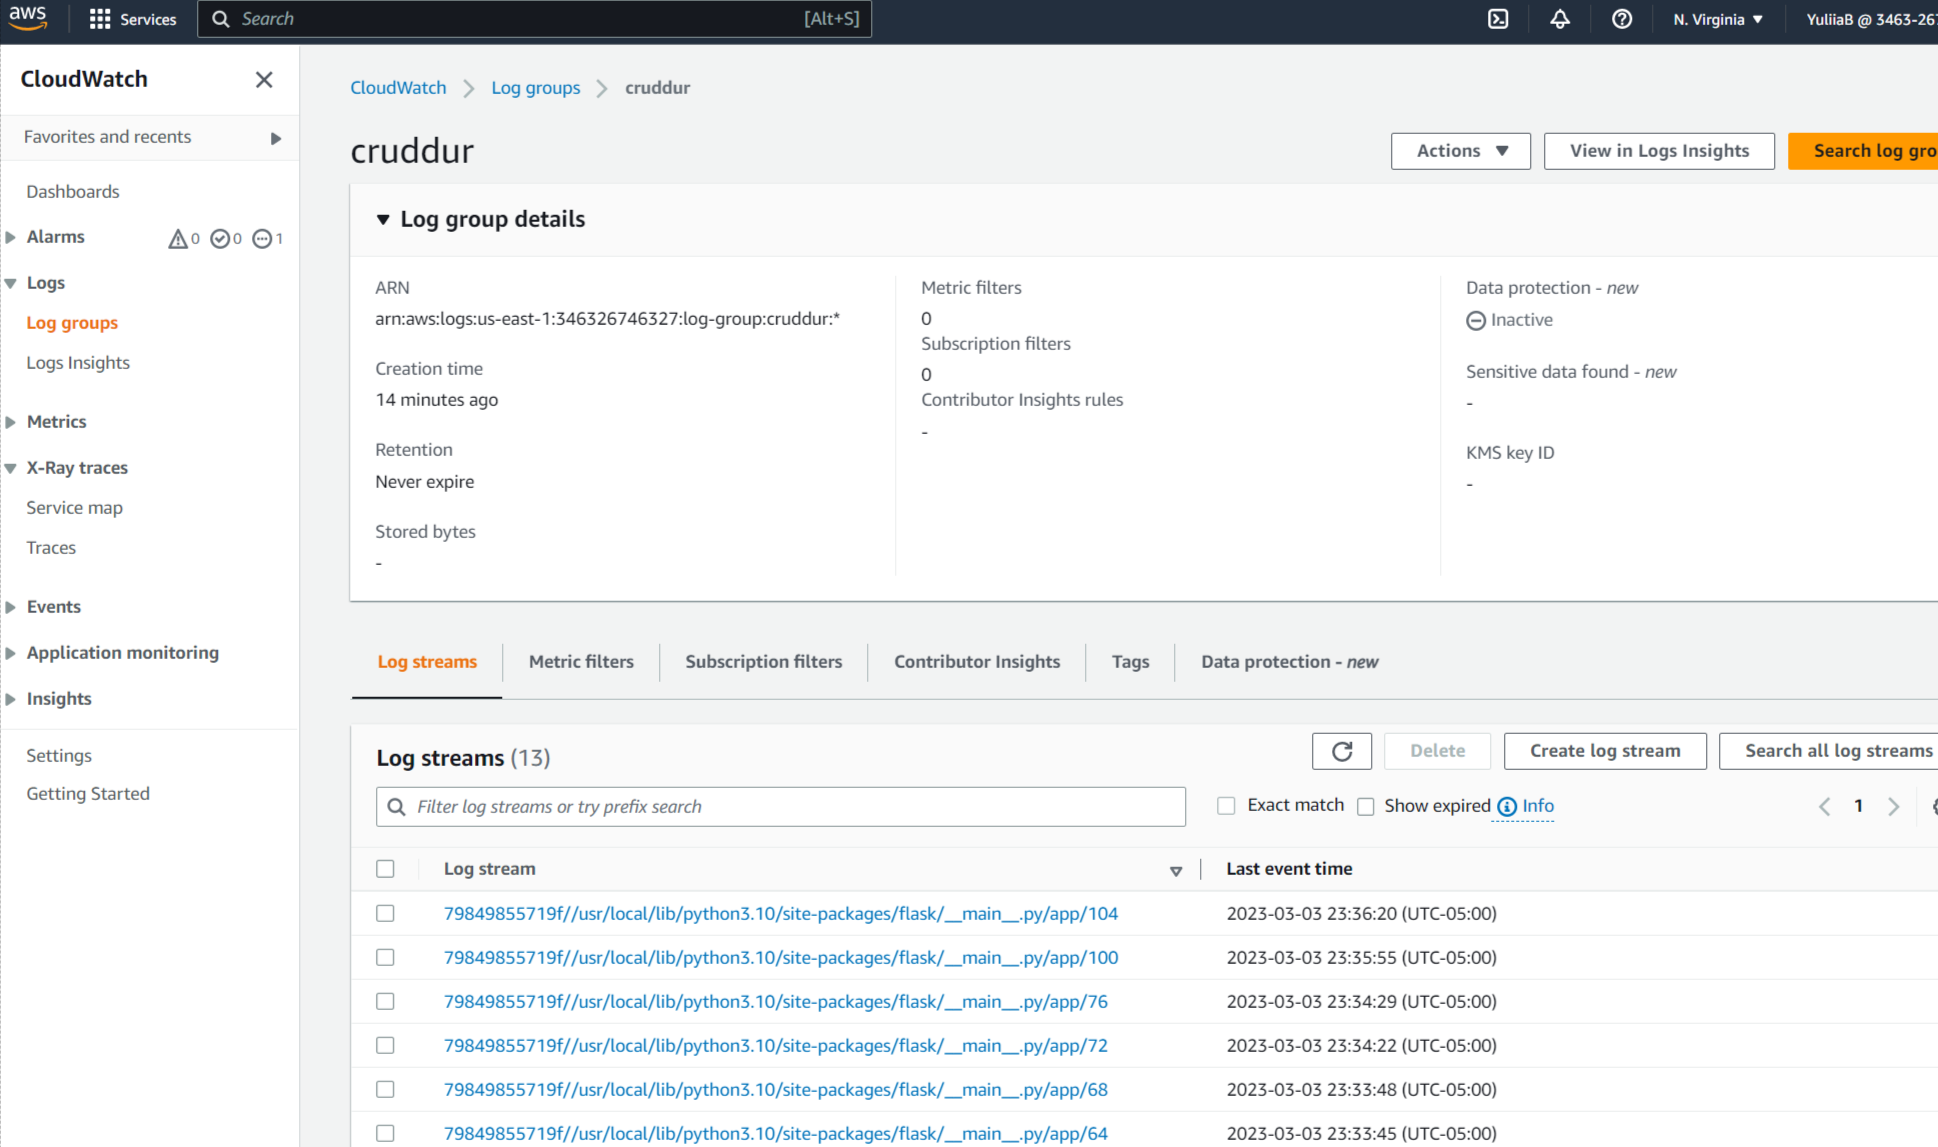 aws
Services
Search
[Alt+S]
N. Virginia
YuliiaB @ 3463-267
CloudWatch
Favorites and recents
Dashboards
Alarms
0
0
1
Logs
Log groups
Logs Insights
Metrics
X-Ray traces
Service map
Traces
Events
Application monitoring
Insights
Settings
Getting Started
CloudWatch
Log groups
cruddur
cruddur
Actions
View in Logs Insights
Search log gro
Log group details
ARN
arn:aws:logs:us-east-1:346326746327:log-group:cruddur:*
Creation time
14 minutes ago
Retention
Never expire
Stored bytes
-
Metric filters
0
Subscription filters
0
Contributor Insights rules
-
Data protection - new
Inactive
Sensitive data found - new
-
KMS key ID
-
Log streams
Metric filters
Subscription filters
Contributor Insights
Tags
Data protection - new
Log streams (13)
Delete
Create log stream
Search all log streams
Filter log streams or try prefix search
Exact match
Show expired
Info
1
Log stream
Last event time
79849855719f//usr/local/lib/python3.10/site-packages/flask/__main__.py/app/104
2023-03-03 23:36:20 (UTC-05:00)
79849855719f//usr/local/lib/python3.10/site-packages/flask/__main__.py/app/100
2023-03-03 23:35:55 (UTC-05:00)
79849855719f//usr/local/lib/python3.10/site-packages/flask/__main__.py/app/76
2023-03-03 23:34:29 (UTC-05:00)
79849855719f//usr/local/lib/python3.10/site-packages/flask/__main__.py/app/72
2023-03-03 23:34:22 (UTC-05:00)
79849855719f//usr/local/lib/python3.10/site-packages/flask/__main__.py/app/68
2023-03-03 23:33:48 (UTC-05:00)
79849855719f//usr/local/lib/python3.10/site-packages/flask/__main__.py/app/64
2023-03-03 23:33:45 (UTC-05:00)